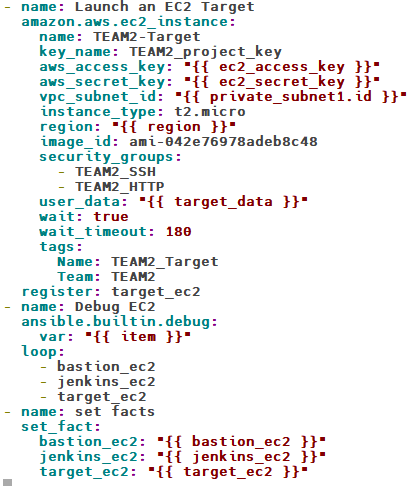 - name: Launch an EC2 Target
  amazon.aws.ec2_instance:
    name: TEAM2-Target
    key_name: TEAM2_project_key
    aws_access_key: "{{ ec2_access_key }}"
    aws_secret_key: "{{ ec2_secret_key }}"
    vpc_subnet_id: "{{ private_subnet1.id }}"
    instance_type: t2.micro
    region: "{{ region }}"
    image_id: ami-042e76978adeb8c48
    security_groups:
      - TEAM2_SSH
      - TEAM2_HTTP
    user_data: "{{ target_data }}"
    wait: true
    wait_timeout: 180
    tags:
      Name: TEAM2_Target
      Team: TEAM2
  register: target_ec2
- name: Debug EC2
  ansible.builtin.debug:
    var: "{{ item }}"
  loop:
    - bastion_ec2
    - jenkins_ec2
    - target_ec2
- name: set facts
  set_fact:
    bastion_ec2: "{{ bastion_ec2 }}"
    jenkins_ec2: "{{ jenkins_ec2 }}"
    target_ec2: "{{ target_ec2 }}"